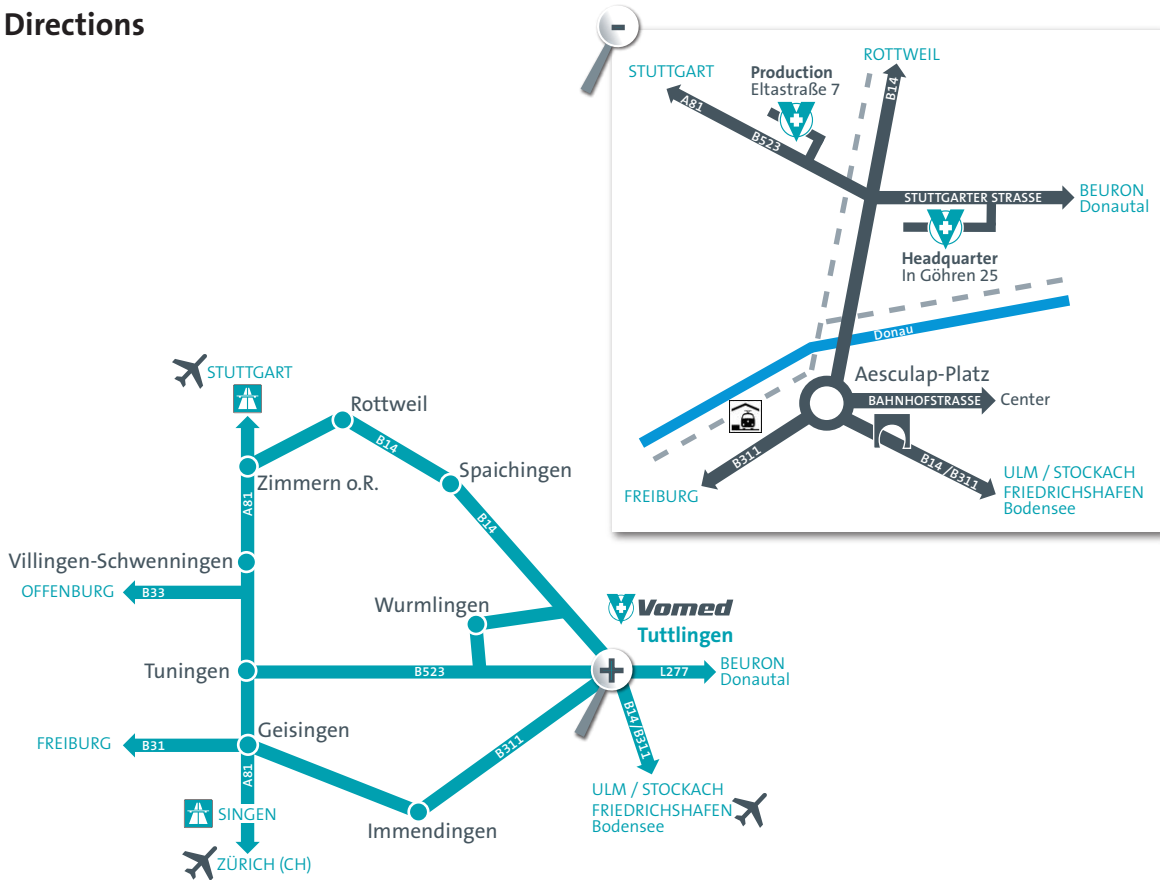 Directions
-
STUTTGART
ROTTWEIL
Production
Eltastraße 7
A81
B523
B14
STUTTGARTER STRASSE
BEURON
Donautal
Headquarter
In Göhren 25
Donau
Aesculap-Platz
BAHNHOFSTRASSE
Center
B311
B14/B311
FREIBURG
ULM / STOCKACH
FRIEDRICHSHAFEN
Bodensee
STUTTGART
Rottweil
B14
Spaichingen
Zimmern o.R.
A81
B14
Villingen-Schwenningen
OFFENBURG
B33
Wurmlingen
Vomed
Tuttlingen
Tuningen
B523
+
L277
BEURON
Donautal
Geisingen
FREIBURG
B31
B311
B14/B311
A81
SINGEN
Immendingen
ULM / STOCKACH
FRIEDRICHSHAFEN
Bodensee
ZÜRICH (CH)